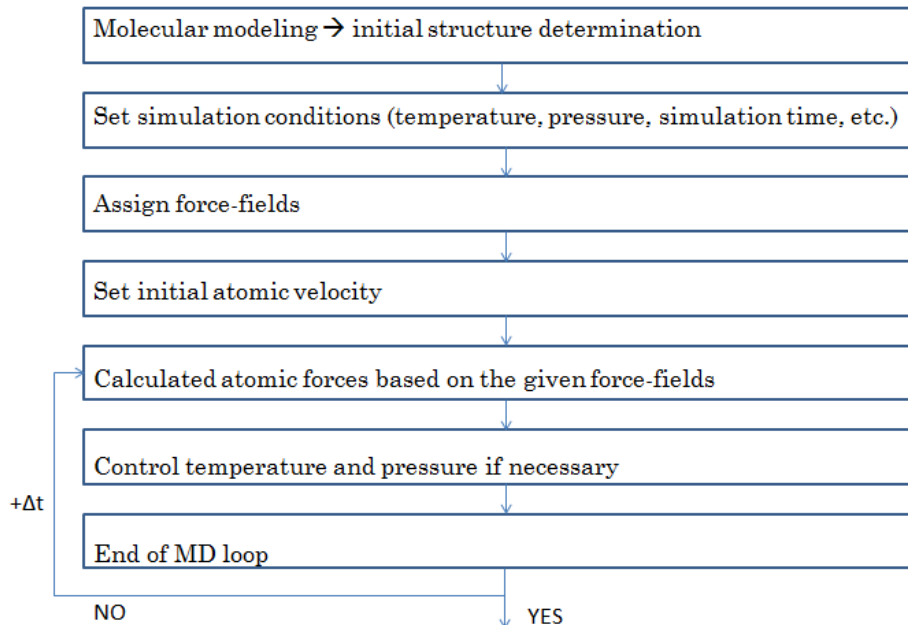 Molecular modeling → initial structure determination
Set simulation conditions (temperature, pressure, simulation time, etc.)
Assign force-fields
Set initial atomic velocity
Calculated atomic forces based on the given force-fields
Control temperature and pressure if necessary
+Δt
End of MD loop
NO
YES